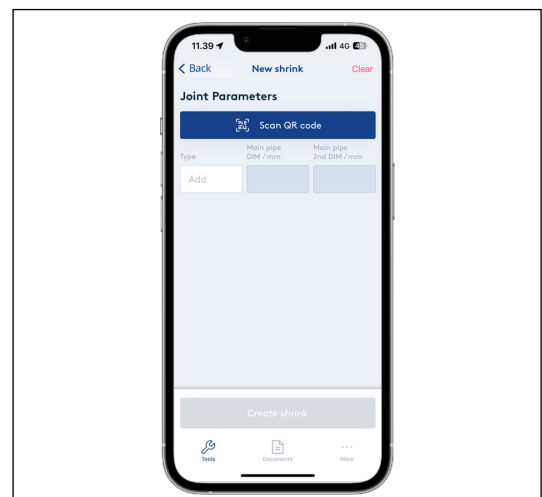 11.39
4G 43
Back New shrink Clear
Joint Parameters
Scan QR code
Type
Main pipe
DIM / mm
Main pipe
2nd DIM / mm
Add
Create shrink
Tools Documents More